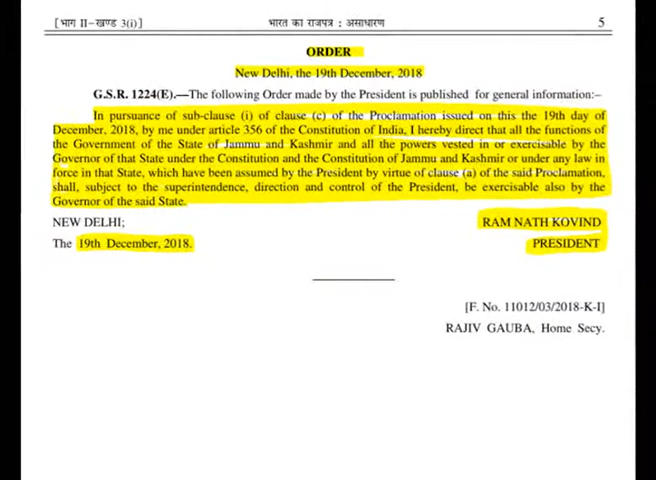 [भाग II-खण्ड 3(i)] भारत का राजपत्र : असाधारण 5
ORDER
New Delhi, the 19th December, 2018
G.S.R. 1224(E).—The following Order made by the President is published for general information:–
In pursuance of sub-clause (i) of clause (c) of the Proclamation issued on this the 19th day of
December, 2018, by me under article 356 of the Constitution of India, I hereby direct that all the functions of
the Government of the State of Jammu and Kashmir and all the powers vested in or exercisable by the
Governor of that State under the Constitution and the Constitution of Jammu and Kashmir or under any law in
force in that State, which have been assumed by the President by virtue of clause (a) of the said Proclamation,
shall, subject to the superintendence, direction and control of the President, be exercisable also by the
Governor of the said State.
NEW DELHI; RAM NATH KOVIND
The 19th December, 2018. PRESIDENT
[F. No. 11012/03/2018-K-I]
RAJIV GAUBA, Home Secy.